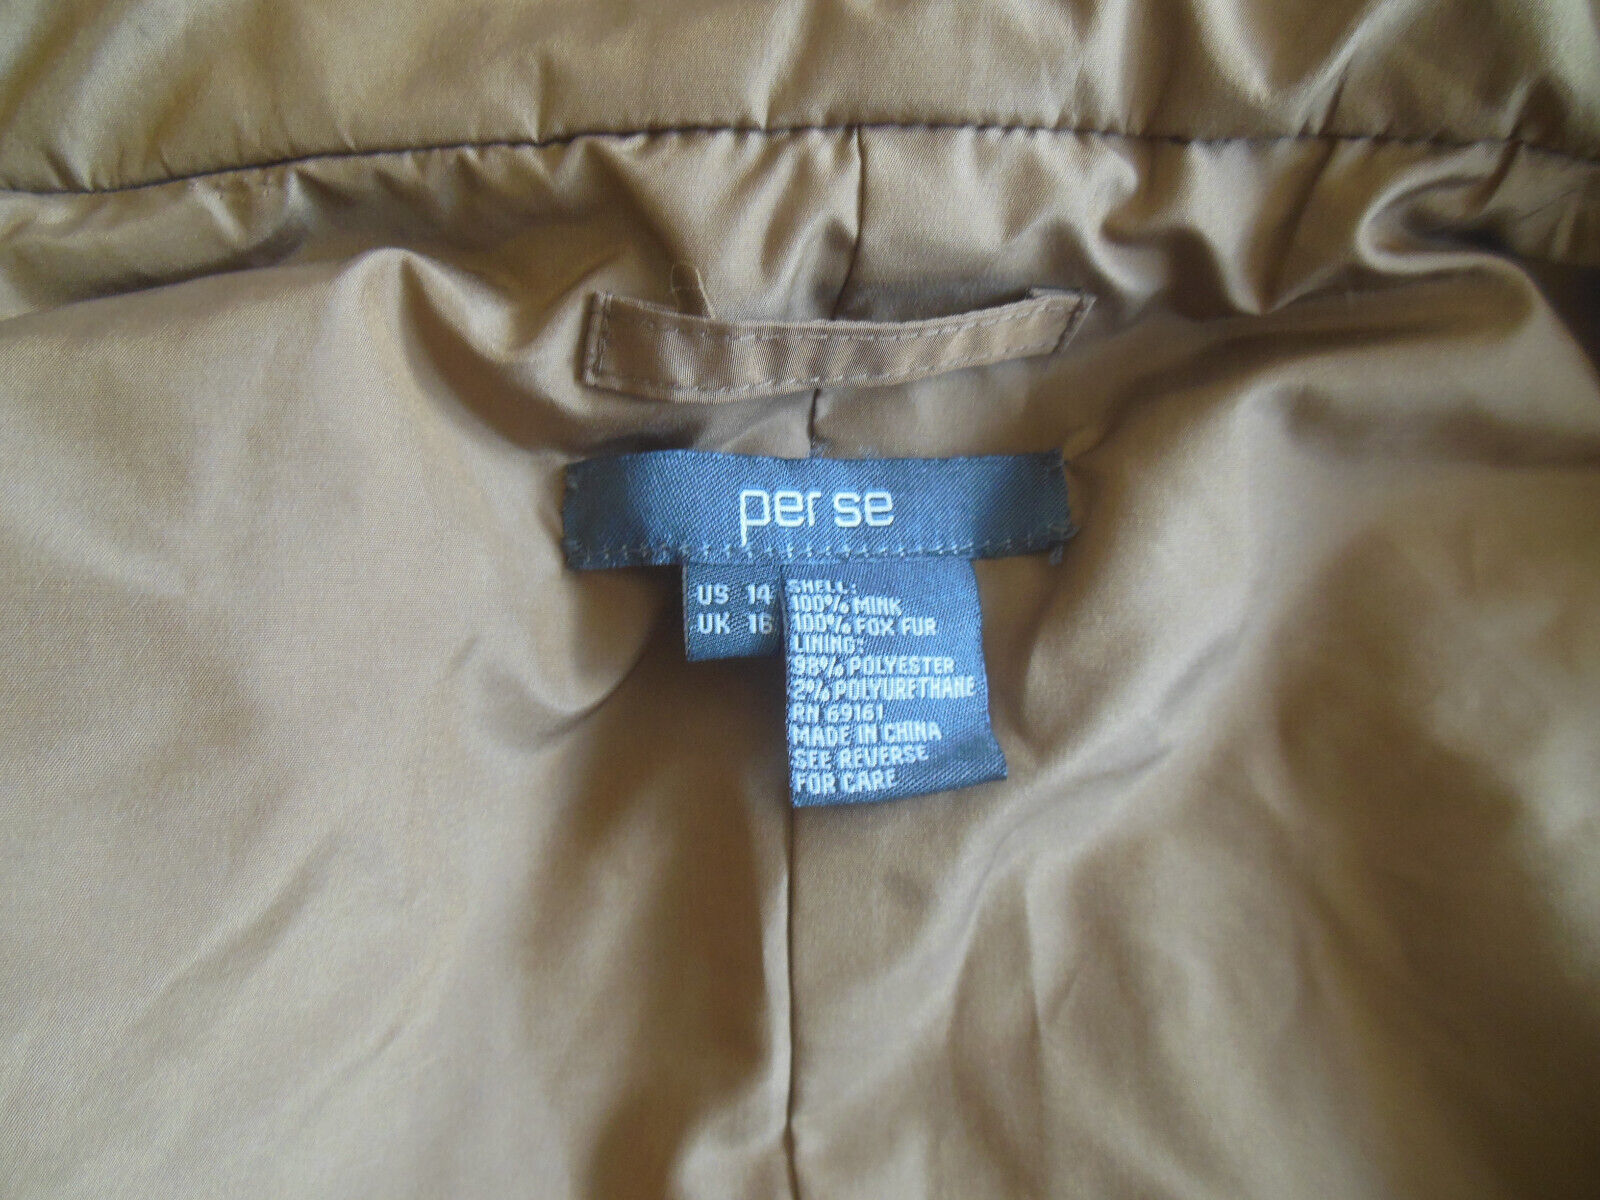 per se
US 14
UK 16
SHELL:
100% MINK
100% FOX FUR
LINING:
98% POLYESTER
2% POLYURETHANE
RN 69161
MADE IN CHINA
SEE REVERSE
FOR CARE